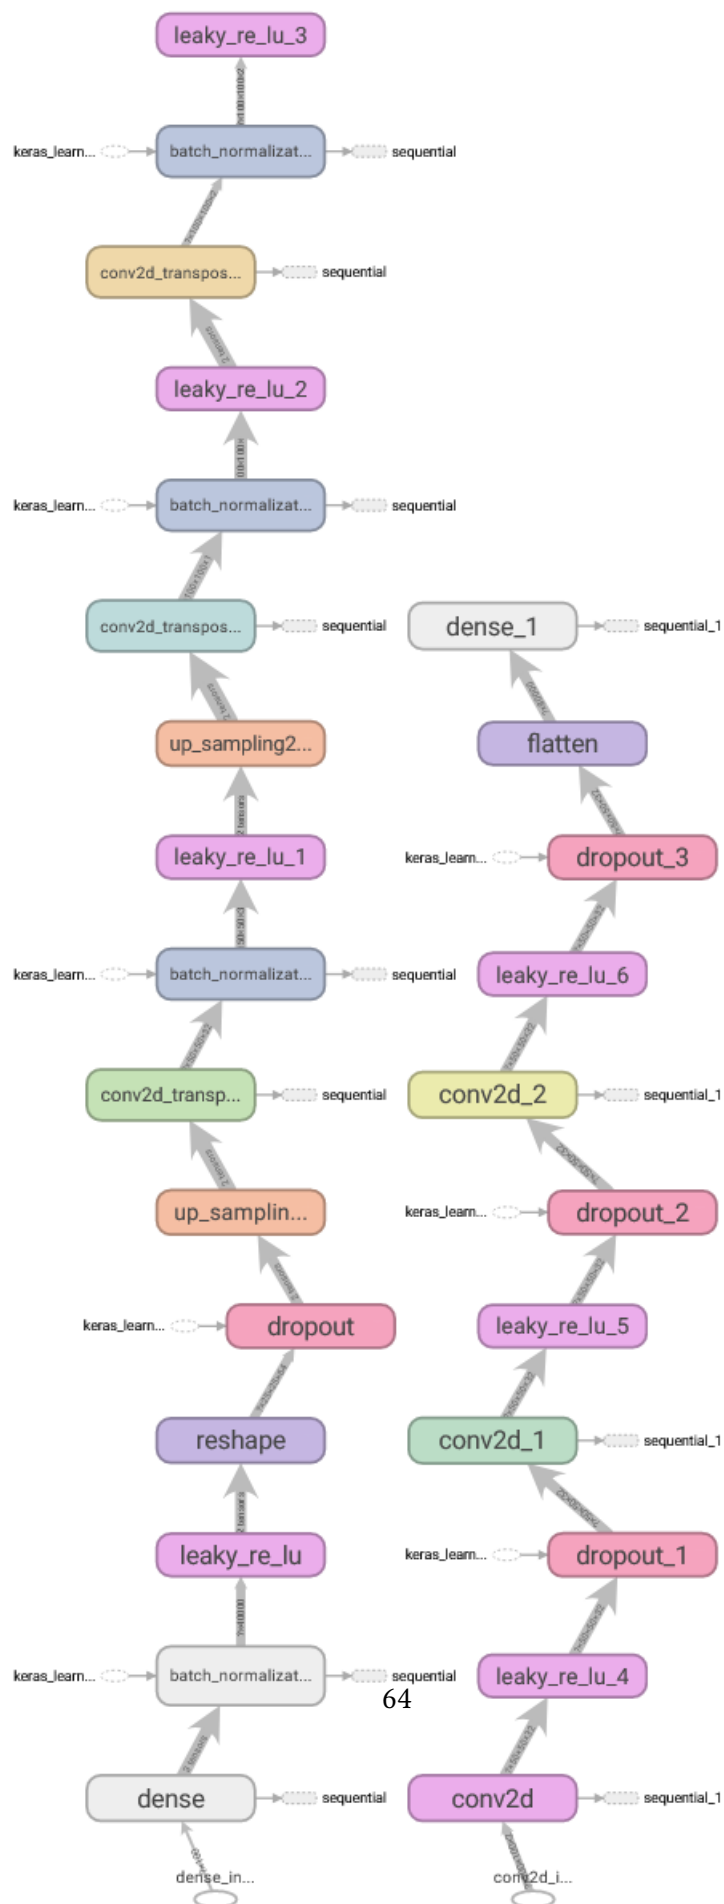 leaky_re_lu_3
keras_learn... batch_normalizat... sequential
conv2d_transpos... sequential
leaky_re_lu_2
keras_learn... batch_normalizat... sequential
conv2d_transpos... sequential
up_sampling2...
leaky_re_lu_1
keras_learn... batch_normalizat... sequential
conv2d_transp... sequential
up_samplin...
keras_learn... dropout
reshape
leaky_re_lu
keras_learn... batch_normalizat... sequential
dense sequential
dense_in...
dense_1 sequential_1
flatten
keras_learn... dropout_3
leaky_re_lu_6
conv2d_2 sequential_1
keras_learn... dropout_2
leaky_re_lu_5
conv2d_1 sequential_1
keras_learn... dropout_1
leaky_re_lu_4
conv2d sequential_1
conv2d_i...
64